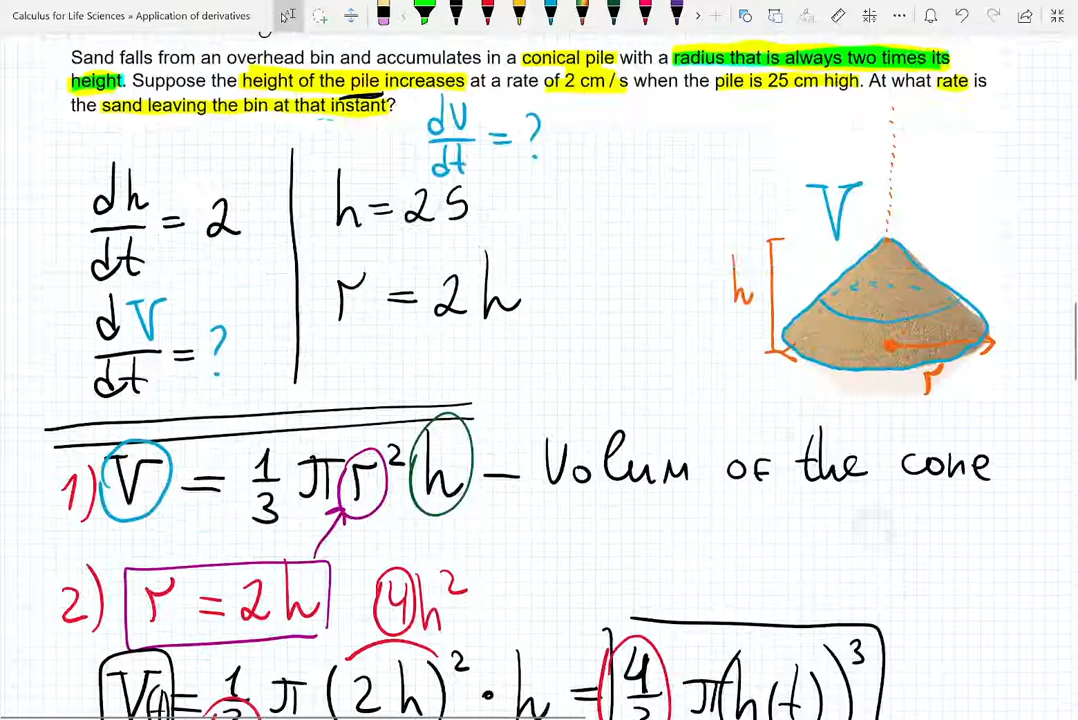 Calculus for Life Sciences » Application of derivatives
Sand falls from an overhead bin and accumulates in a conical pile with a radius that is always two times its
height. Suppose the height of the pile increases at a rate of 2 cm / s when the pile is 25 cm high. At what rate is
the sand leaving the bin at that instant?
dV/dt = ?
dh/dt = 2
h = 25
r = 2h
dV/dt = ?
V
h
r
1) V = 1/3 π r² h – Volum of the cone
2) r = 2h 4h²
V(t) = 1/3 π (2h)² · h = 4/3 π(h(t))³